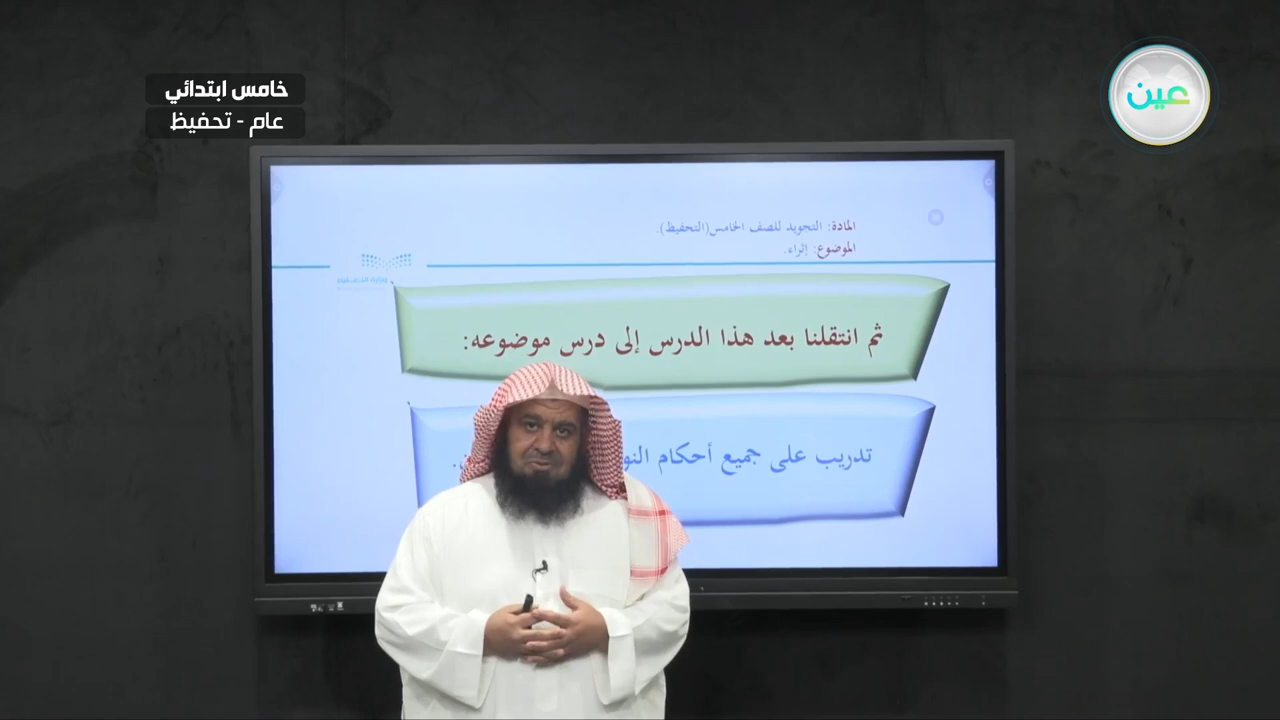 خامس ابتدائي
عام - تحفيظ
عين
المادة: التجويد للصف الخامس(التحفيظ).
الموضوع: إثراء.
ثم انتقلنا بعد هذا الدرس إلى درس موضوعه:
تدريب على جميع أحكام